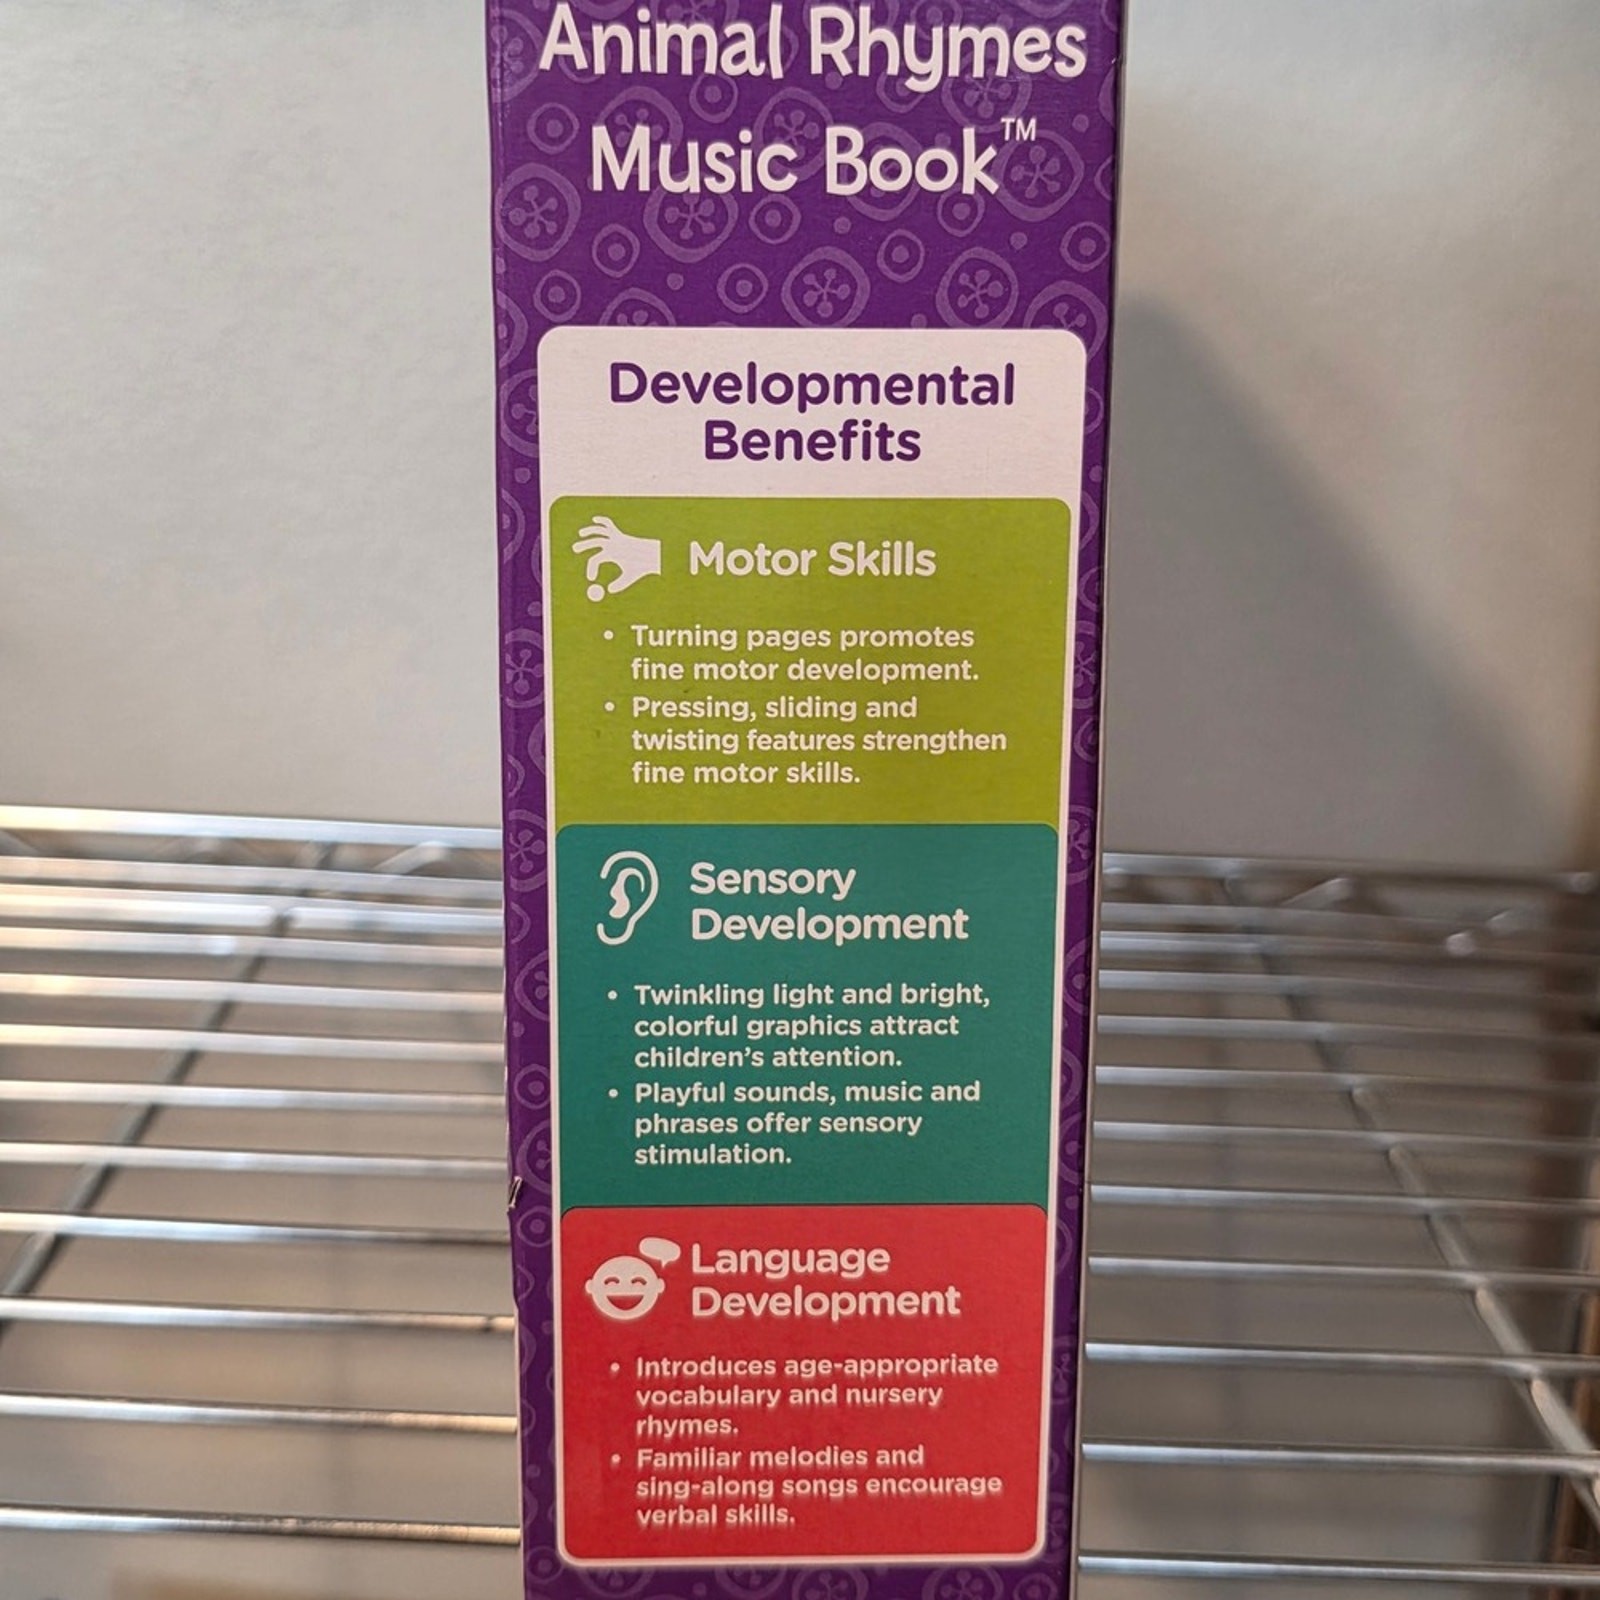 Animal Rhymes
Music Book™
Developmental
Benefits
Motor Skills
• Turning pages promotes
fine motor development.
• Pressing, sliding and
twisting features strengthen
fine motor skills.
Sensory
Development
• Twinkling light and bright,
colorful graphics attract
children's attention.
• Playful sounds, music and
phrases offer sensory
stimulation.
Language
Development
• Introduces age-appropriate
vocabulary and nursery
rhymes.
• Familiar melodies and
sing-along songs encourage
verbal skills.